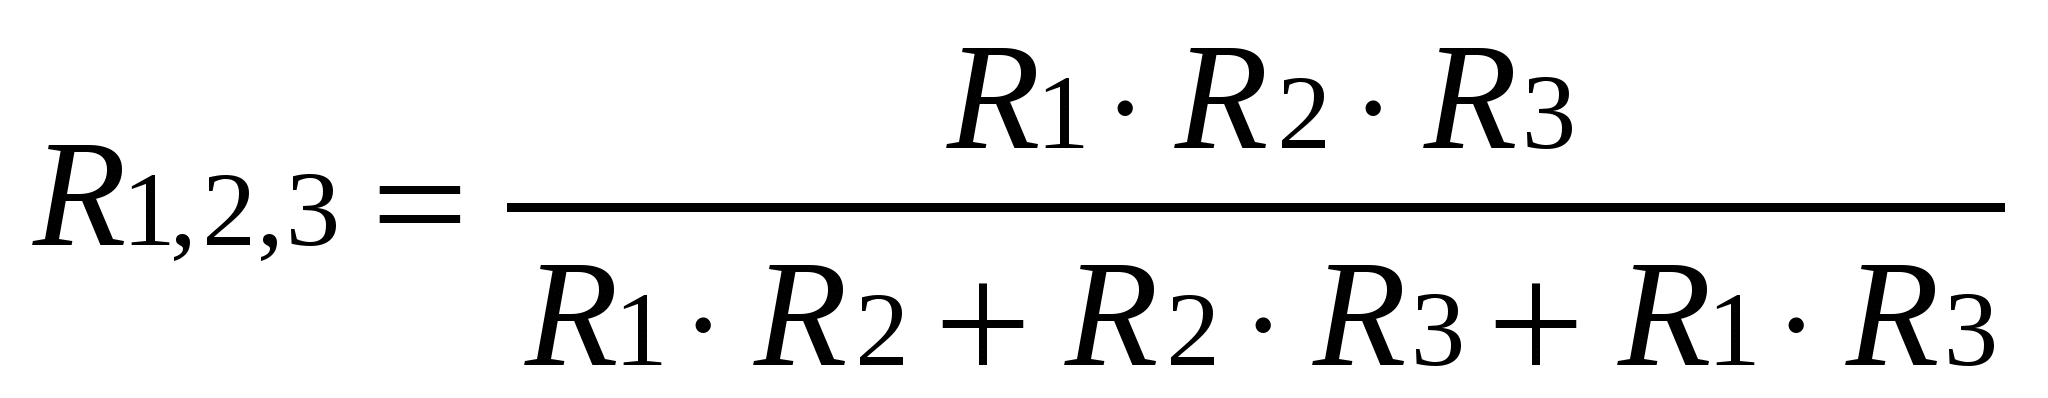 R1,2,3 = (R1 · R2 · R3) / (R1 · R2 + R2 · R3 + R1 · R3)